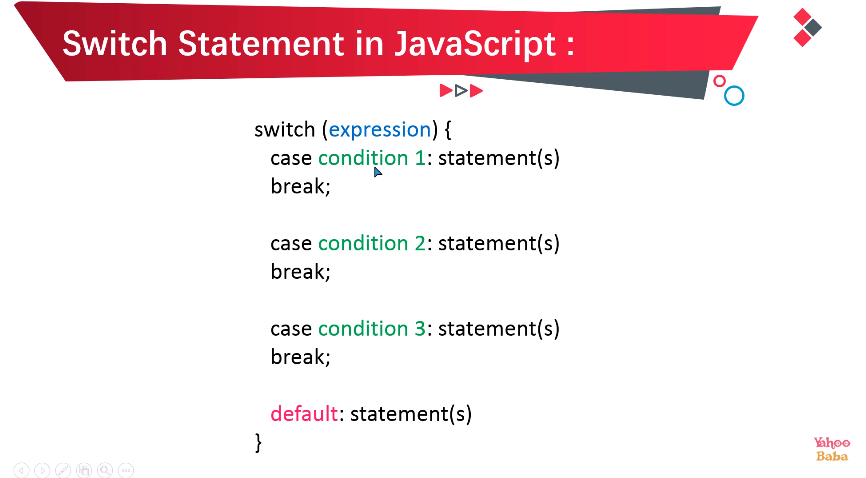 Switch Statement in JavaScript :
switch (expression) {
case condition 1: statement(s)
break;
case condition 2: statement(s)
break;
case condition 3: statement(s)
break;
default: statement(s)
}
Yahoo
Baba